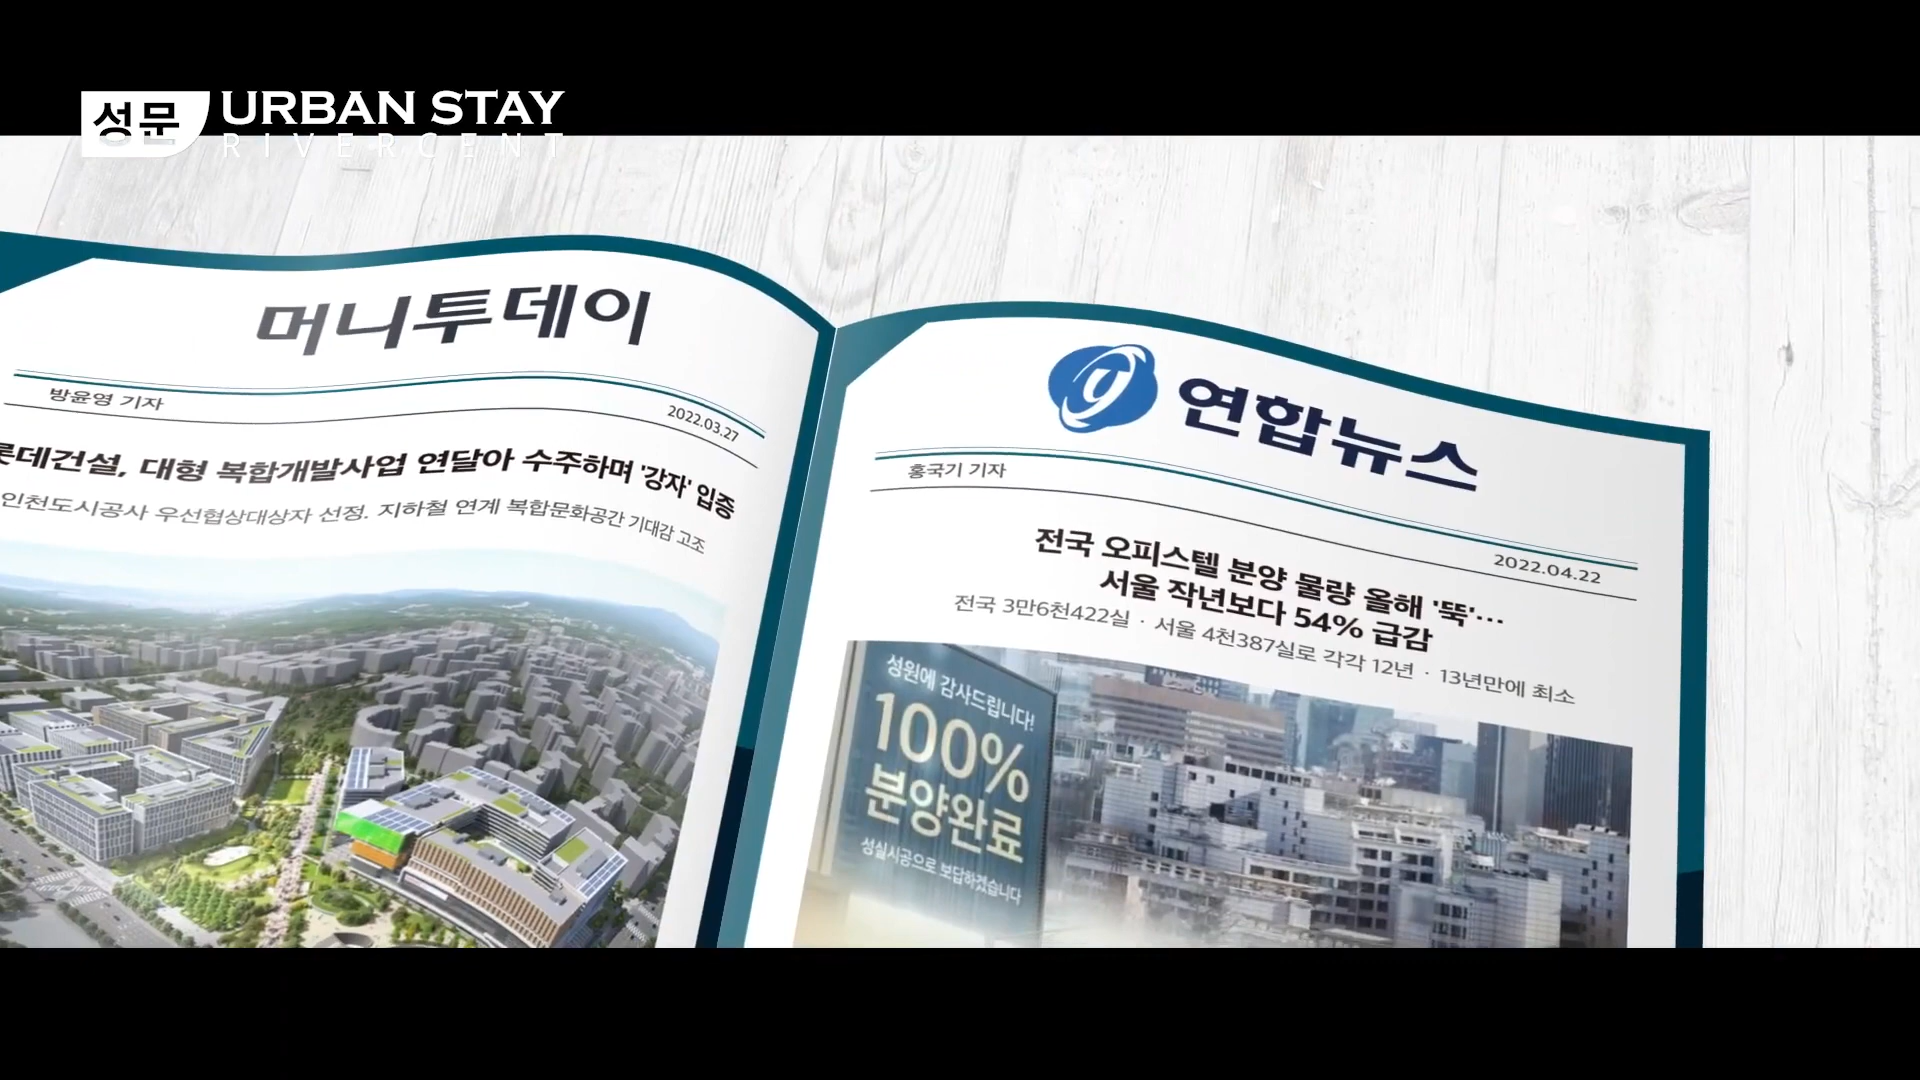 성문 URBAN STAY
RIVERCENT
머니투데이
방윤영 기자
2022.03.27
롯데건설, 대형 복합개발사업 연달아 수주하며 '강자' 입증
인천도시공사 우선협상대상자 선정. 지하철 연계 복합문화공간 기대감 고조
연합뉴스
홍국기 기자
2022.04.22
전국 오피스텔 분양 물량 올해 '뚝'…
서울 작년보다 54% 급감
전국 3만6천422실 · 서울 4천387실로 각각 12년 · 13년만에 최소
성원에 감사드립니다!
100%
분양완료
성실시공으로 보답하겠습니다